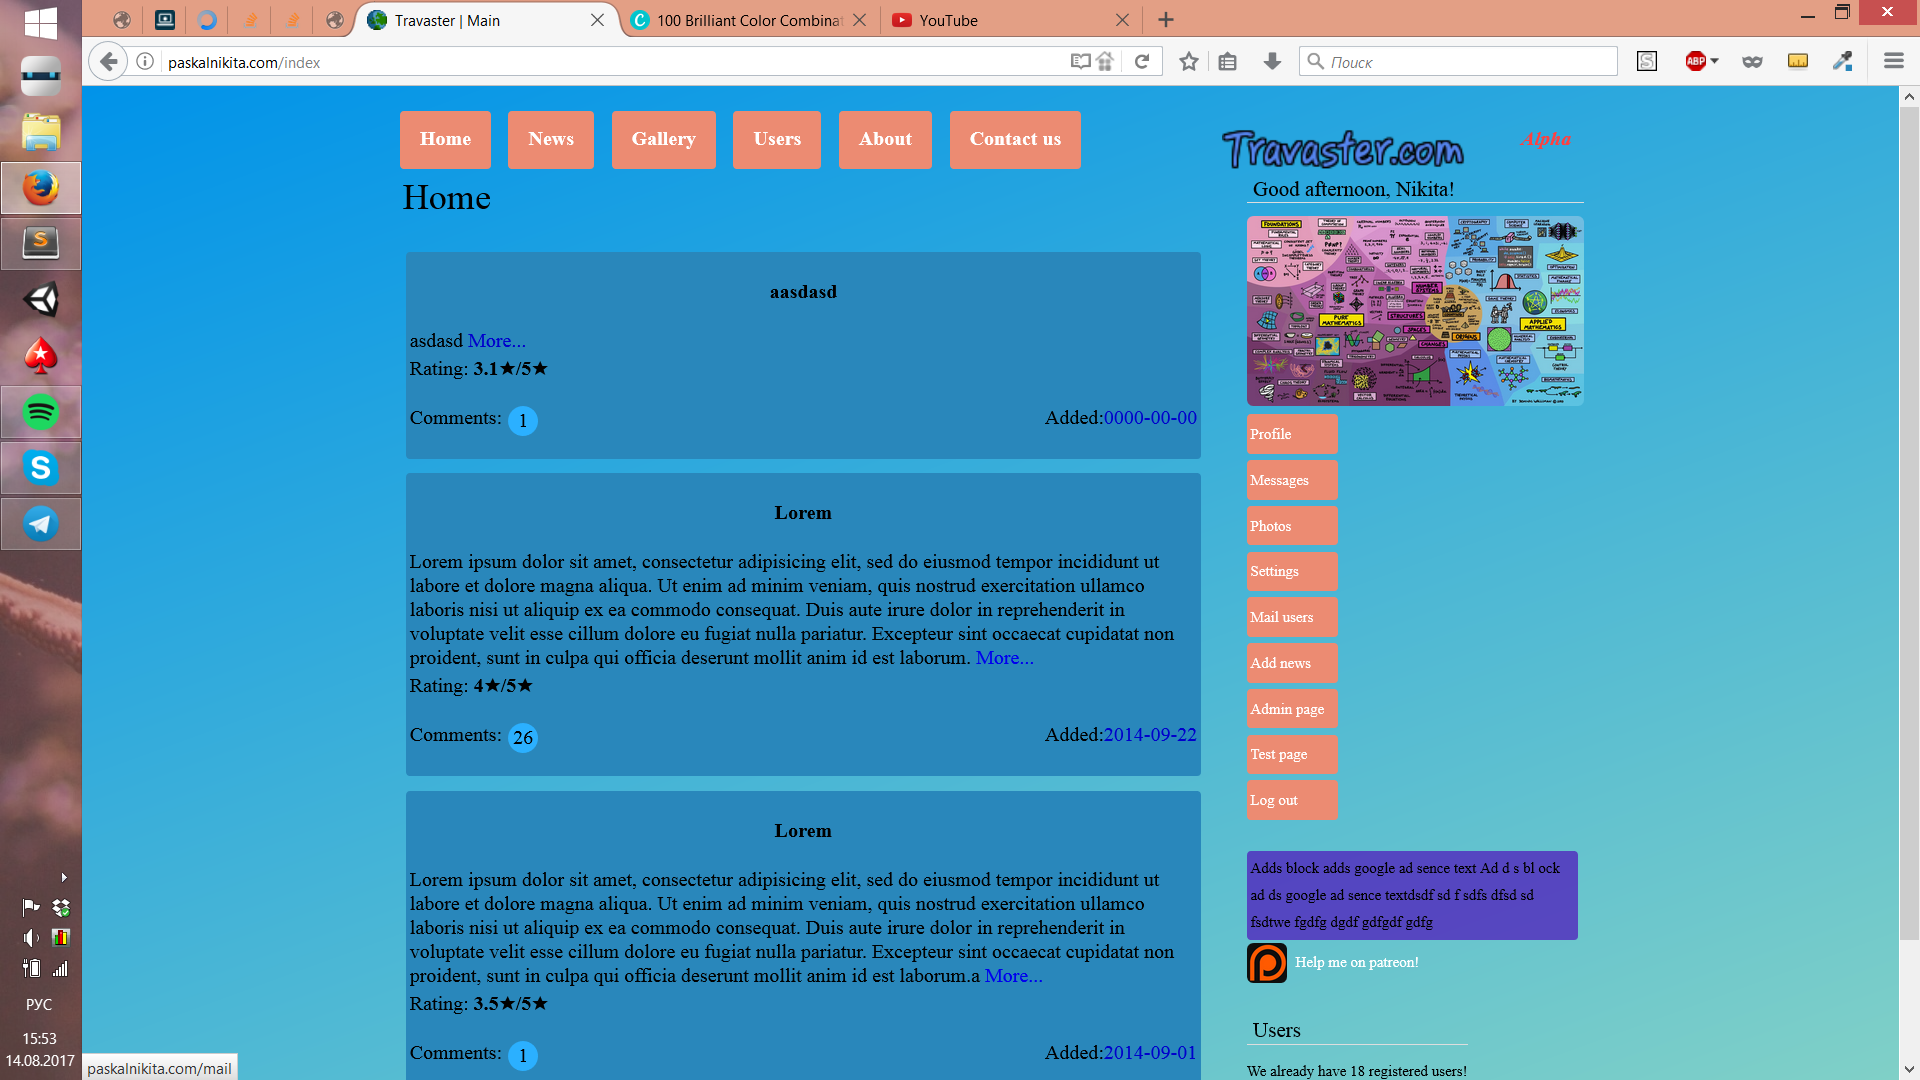 Travaster | Main
100 Brilliant Color Combinat
YouTube
paskalnikita.com/index
Поиск
ABP
Home
News
Gallery
Users
About
Contact us
Travaster.com
Alpha
Home
Good afternoon, Nikita!
FOUNDATIONS
PURE MATHEMATICS
NUMBER SYSTEMS
STRUCTURES
SPACES
CHANGES
ORIGINS
APPLIED MATHEMATICS
aasdasd
asdasd More...
Rating: 3.1★/5★
Comments: 1
Added:0000-00-00
Lorem
Lorem ipsum dolor sit amet, consectetur adipisicing elit, sed do eiusmod tempor incididunt ut
labore et dolore magna aliqua. Ut enim ad minim veniam, quis nostrud exercitation ullamco
laboris nisi ut aliquip ex ea commodo consequat. Duis aute irure dolor in reprehenderit in
voluptate velit esse cillum dolore eu fugiat nulla pariatur. Excepteur sint occaecat cupidatat non
proident, sunt in culpa qui officia deserunt mollit anim id est laborum. More...
Rating: 4★/5★
Comments: 26
Added:2014-09-22
Lorem
Lorem ipsum dolor sit amet, consectetur adipisicing elit, sed do eiusmod tempor incididunt ut
labore et dolore magna aliqua. Ut enim ad minim veniam, quis nostrud exercitation ullamco
laboris nisi ut aliquip ex ea commodo consequat. Duis aute irure dolor in reprehenderit in
voluptate velit esse cillum dolore eu fugiat nulla pariatur. Excepteur sint occaecat cupidatat non
proident, sunt in culpa qui officia deserunt mollit anim id est laborum.a More...
Rating: 3.5★/5★
Comments: 1
Added:2014-09-01
Profile
Messages
Photos
Settings
Mail users
Add news
Admin page
Test page
Log out
Adds block adds google ad sence text Ad d s bl ock
ad ds google ad sence textdsdf sd f sdfs dfsd sd
fsdtwe fgdfg dgdf gdfgdf gdfg
Help me on patreon!
Users
We already have 18 registered users!
РУС
15:53
14.08.2017
paskalnikita.com/mail